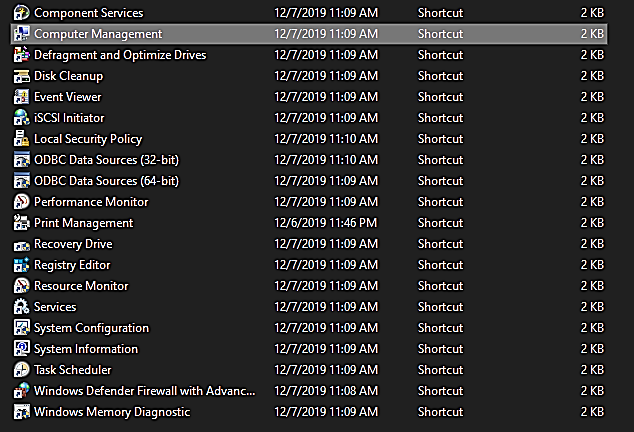 Component Services 12/7/2019 11:09 AM Shortcut 2 KB
Computer Management 12/7/2019 11:09 AM Shortcut 2 KB
Defragment and Optimize Drives 12/7/2019 11:09 AM Shortcut 2 KB
Disk Cleanup 12/7/2019 11:09 AM Shortcut 2 KB
Event Viewer 12/7/2019 11:09 AM Shortcut 2 KB
iSCSI Initiator 12/7/2019 11:09 AM Shortcut 2 KB
Local Security Policy 12/7/2019 11:10 AM Shortcut 2 KB
ODBC Data Sources (32-bit) 12/7/2019 11:10 AM Shortcut 2 KB
ODBC Data Sources (64-bit) 12/7/2019 11:09 AM Shortcut 2 KB
Performance Monitor 12/7/2019 11:09 AM Shortcut 2 KB
Print Management 12/6/2019 11:46 PM Shortcut 2 KB
Recovery Drive 12/7/2019 11:09 AM Shortcut 2 KB
Registry Editor 12/7/2019 11:09 AM Shortcut 2 KB
Resource Monitor 12/7/2019 11:09 AM Shortcut 2 KB
Services 12/7/2019 11:09 AM Shortcut 2 KB
System Configuration 12/7/2019 11:09 AM Shortcut 2 KB
System Information 12/7/2019 11:09 AM Shortcut 2 KB
Task Scheduler 12/7/2019 11:09 AM Shortcut 2 KB
Windows Defender Firewall with Advanc... 12/7/2019 11:08 AM Shortcut 2 KB
Windows Memory Diagnostic 12/7/2019 11:09 AM Shortcut 2 KB